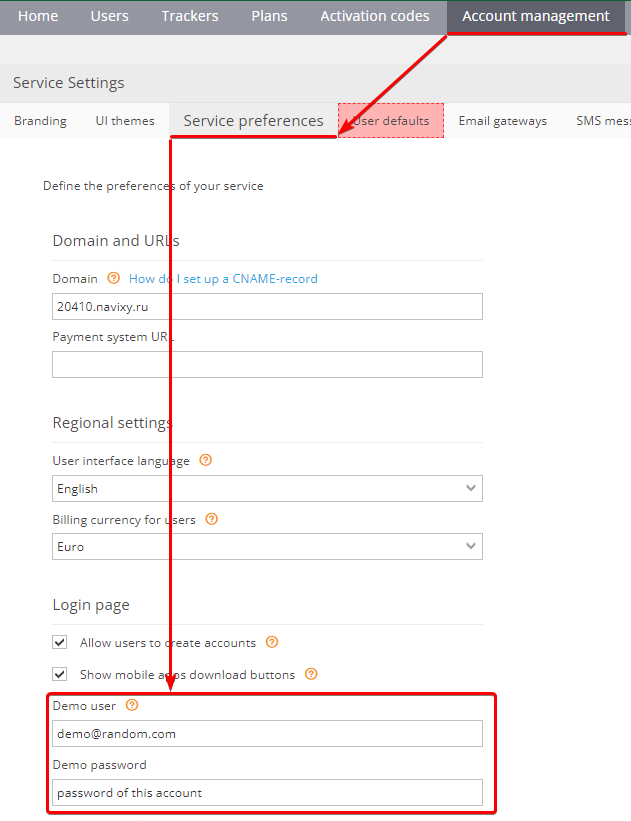 Home Users Trackers Plans Activation codes Account management
Service Settings
Branding UI themes Service preferences User defaults Email gateways SMS mes
Define the preferences of your service
Domain and URLs
Domain ? How do I set up a CNAME-record
20410.navixy.ru
Payment system URL
Regional settings
User interface language ?
English
Billing currency for users ?
Euro
Login page
Allow users to create accounts ?
Show mobile apps download buttons ?
Demo user ?
demo@random.com
Demo password
password of this account